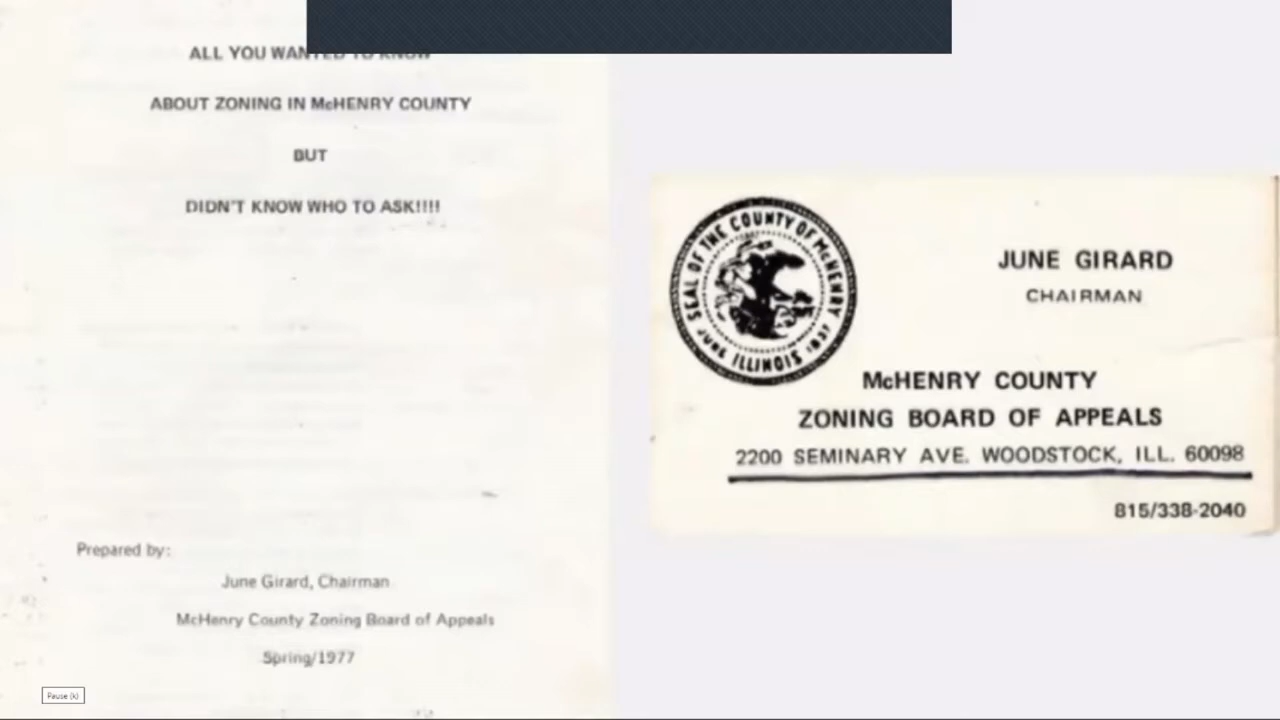 ALL YOU WANTED TO KNOW
ABOUT ZONING IN McHENRY COUNTY
BUT
DIDN'T KNOW WHO TO ASK!!!!
Prepared by:
June Girard, Chairman
McHenry County Zoning Board of Appeals
Spring/1977
SEAL OF THE COUNTY OF McHENRY
ILLINOIS
JUNE 1837
JUNE GIRARD
CHAIRMAN
McHENRY COUNTY
ZONING BOARD OF APPEALS
2200 SEMINARY AVE. WOODSTOCK, ILL. 60098
815/338-2040
Pause (k)